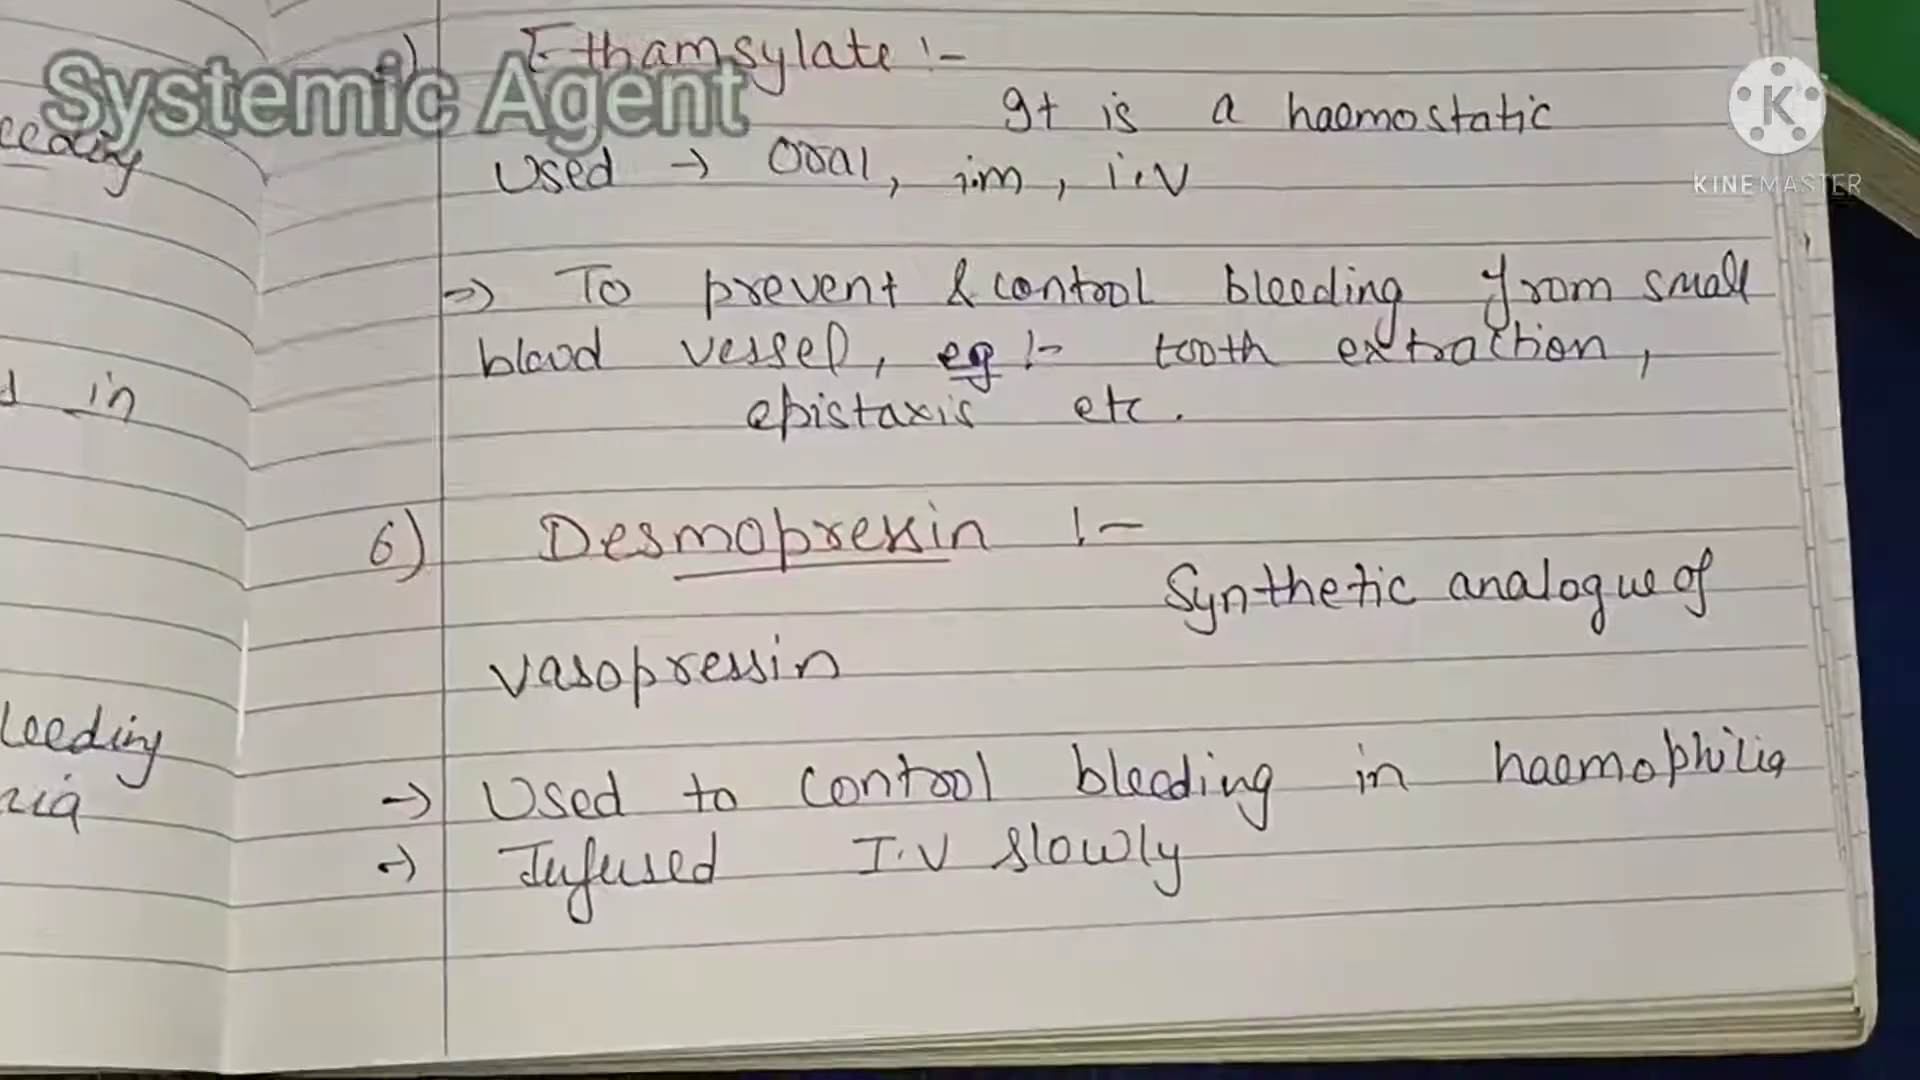 Systemic Agent
Ethamsylate :-
It is a haemostatic
Used → Oral, i.m, i.v
K
KINEMASTER
⇒ To prevent & control bleeding from small
blood vessel, eg :- tooth extraction,
epistaxis etc.
6) Desmopressin :-
Synthetic analogue of
vasopressin
→ Used to control bleeding in haemophilia
→ Infused I.V slowly
in